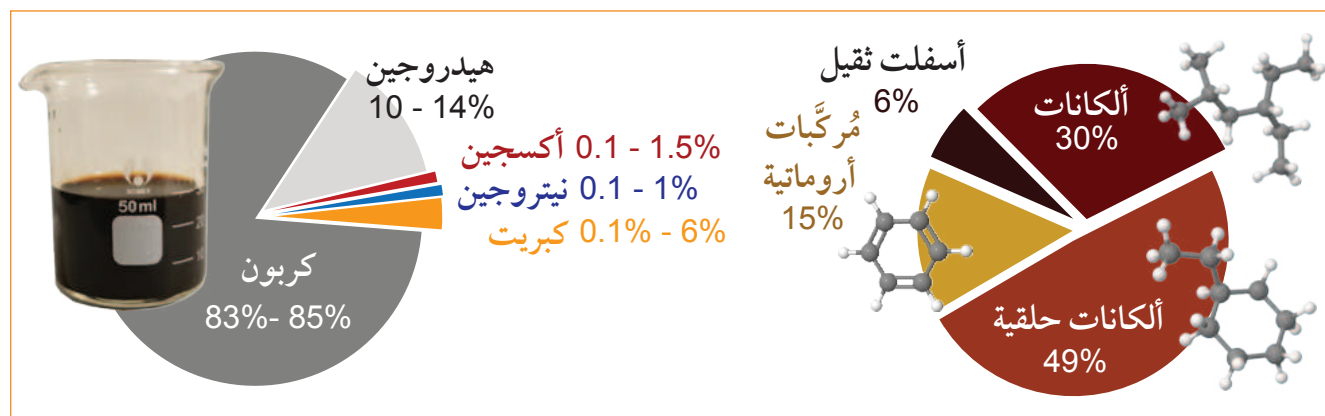 أسفلت ثقيل
6%
ألكانات
30%
مُركَّبات
أروماتية
15%
ألكانات حلقية
49%
هيدروجين
10 - 14%
أكسجين 0.1 - 1.5%
نيتروجين 0.1 - 1%
كبريت 0.1% - 6%
كربون
83%- 85%
50ml